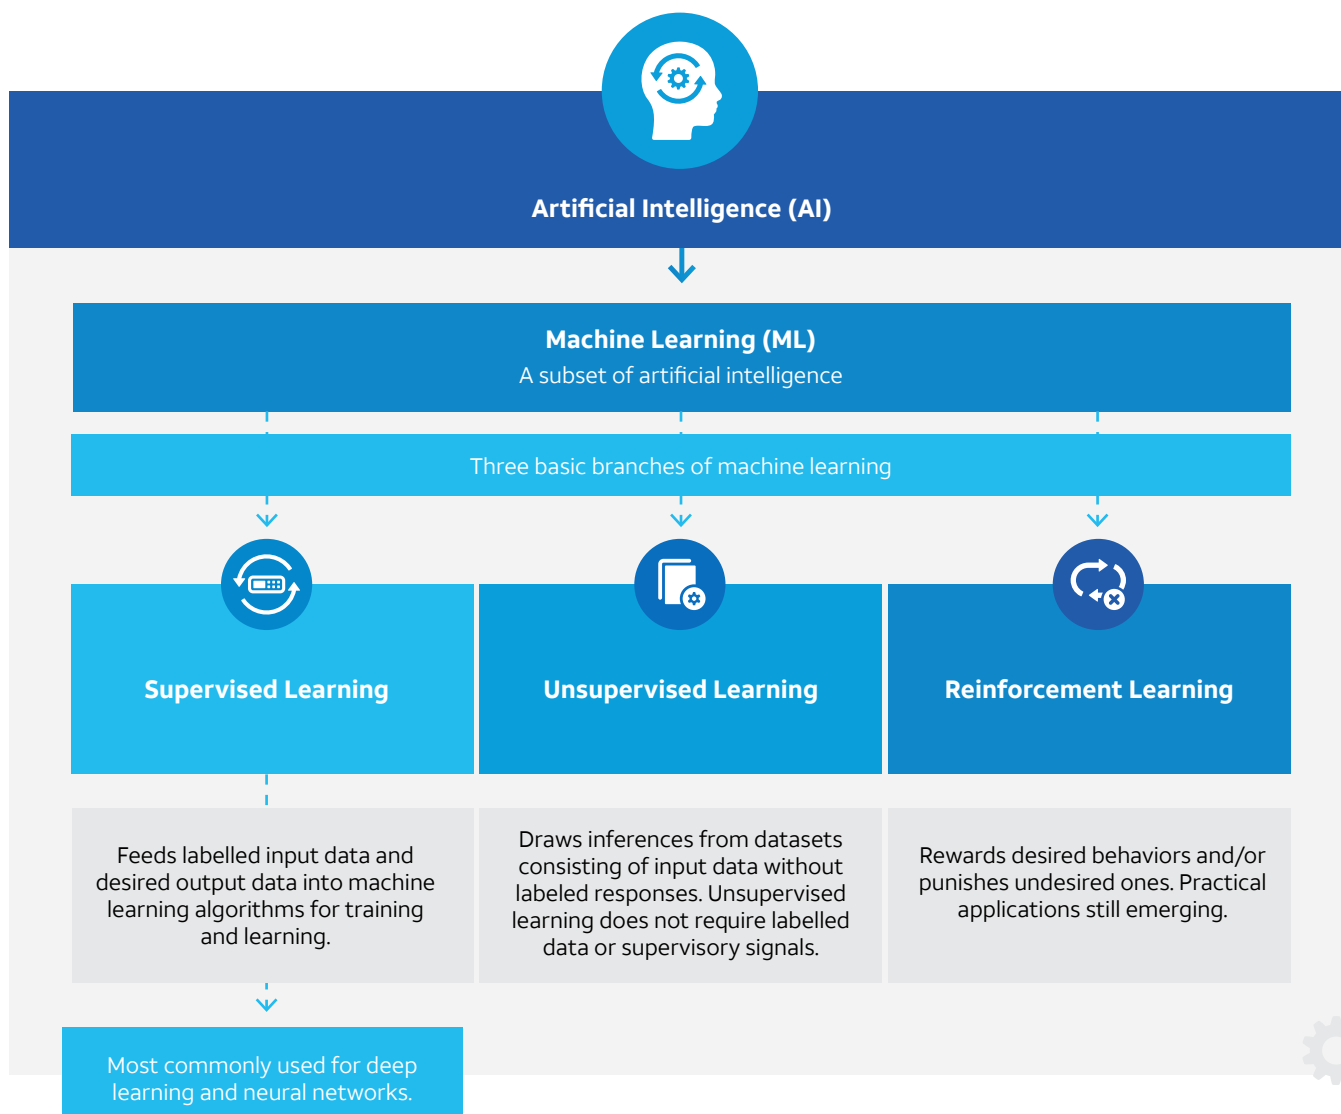 Artificial Intelligence (AI)
Machine Learning (ML)
A subset of artificial intelligence
Three basic branches of machine learning
Supervised Learning
Unsupervised Learning
Reinforcement Learning
Feeds labelled input data and
desired output data into machine
learning algorithms for training
and learning.
Draws inferences from datasets
consisting of input data without
labeled responses. Unsupervised
learning does not require labelled
data or supervisory signals.
Rewards desired behaviors and/or
punishes undesired ones. Practical
applications still emerging.
Most commonly used for deep
learning and neural networks.